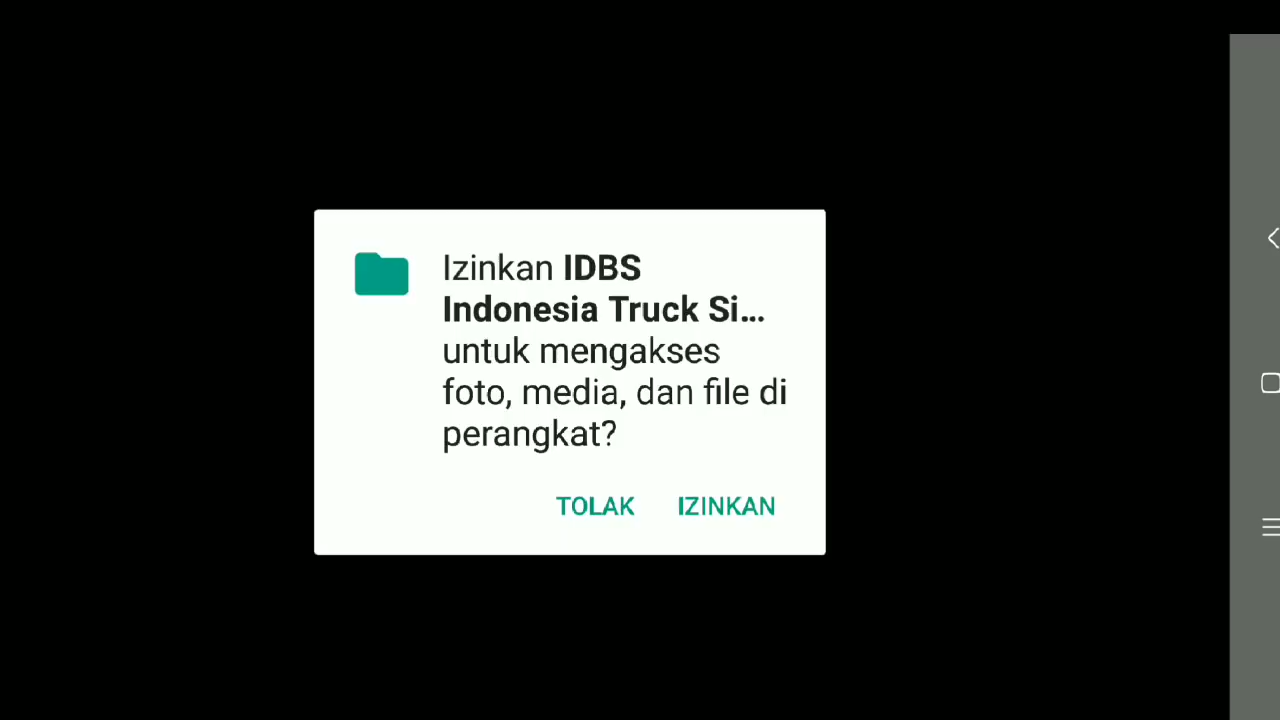 Izinkan IDBS
Indonesia Truck Si...
untuk mengakses
foto, media, dan file di
perangkat?
TOLAK IZINKAN